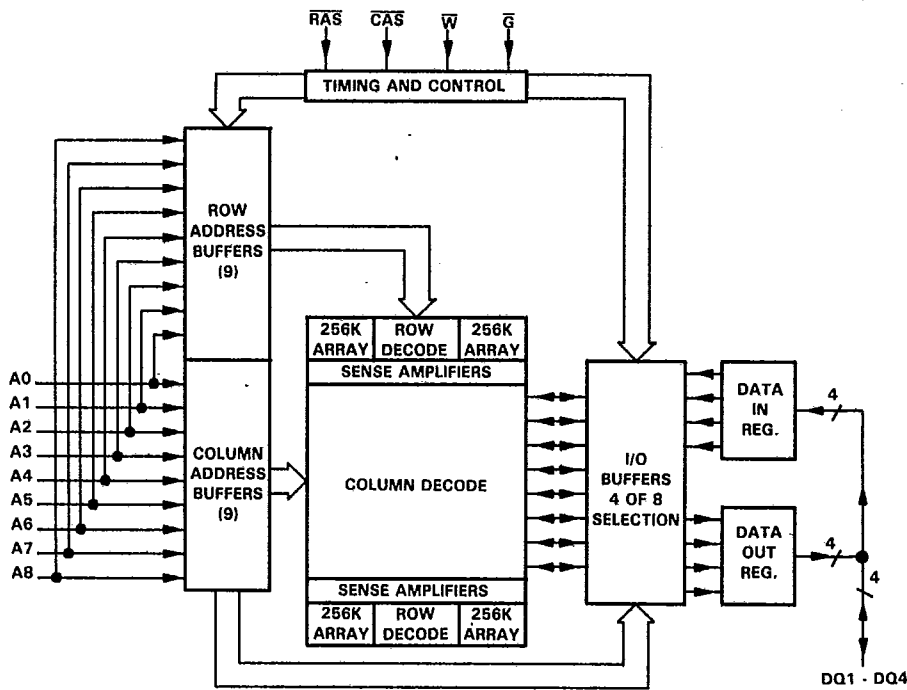 RAS CAS W G
TIMING AND CONTROL
ROW
ADDRESS
BUFFERS
(9)
256K
ARRAY
ROW
DECODE
256K
ARRAY
SENSE AMPLIFIERS
A0
A1
A2
A3
A4
A5
A6
A7
A8
COLUMN
ADDRESS
BUFFERS
(9)
COLUMN DECODE
SENSE AMPLIFIERS
256K
ARRAY
ROW
DECODE
256K
ARRAY
I/O
BUFFERS
4 OF 8
SELECTION
DATA
IN
REG.
4
DATA
OUT
REG.
4
4
DQ1 - DQ4